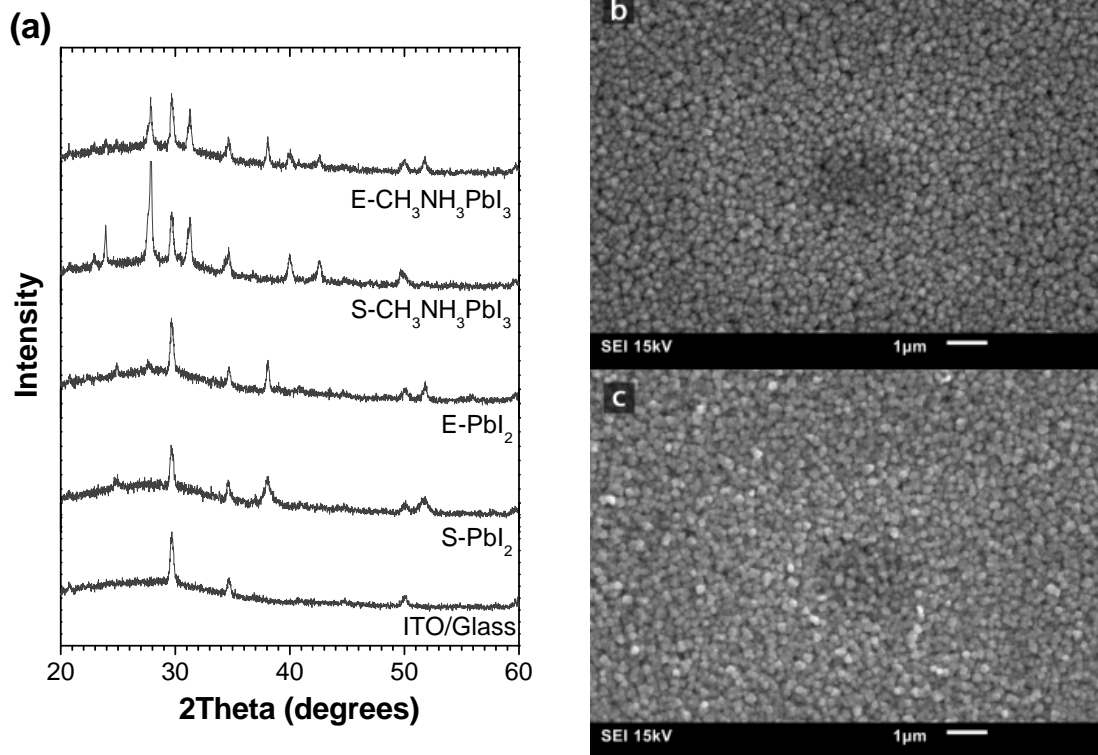 (a)
E-CH₃NH₃PbI₃
S-CH₃NH₃PbI₃
E-PbI₂
S-PbI₂
ITO/Glass
Intensity
20 30 40 50 60
2Theta (degrees)
b
SEI 15kV 1µm
c
SEI 15kV 1µm